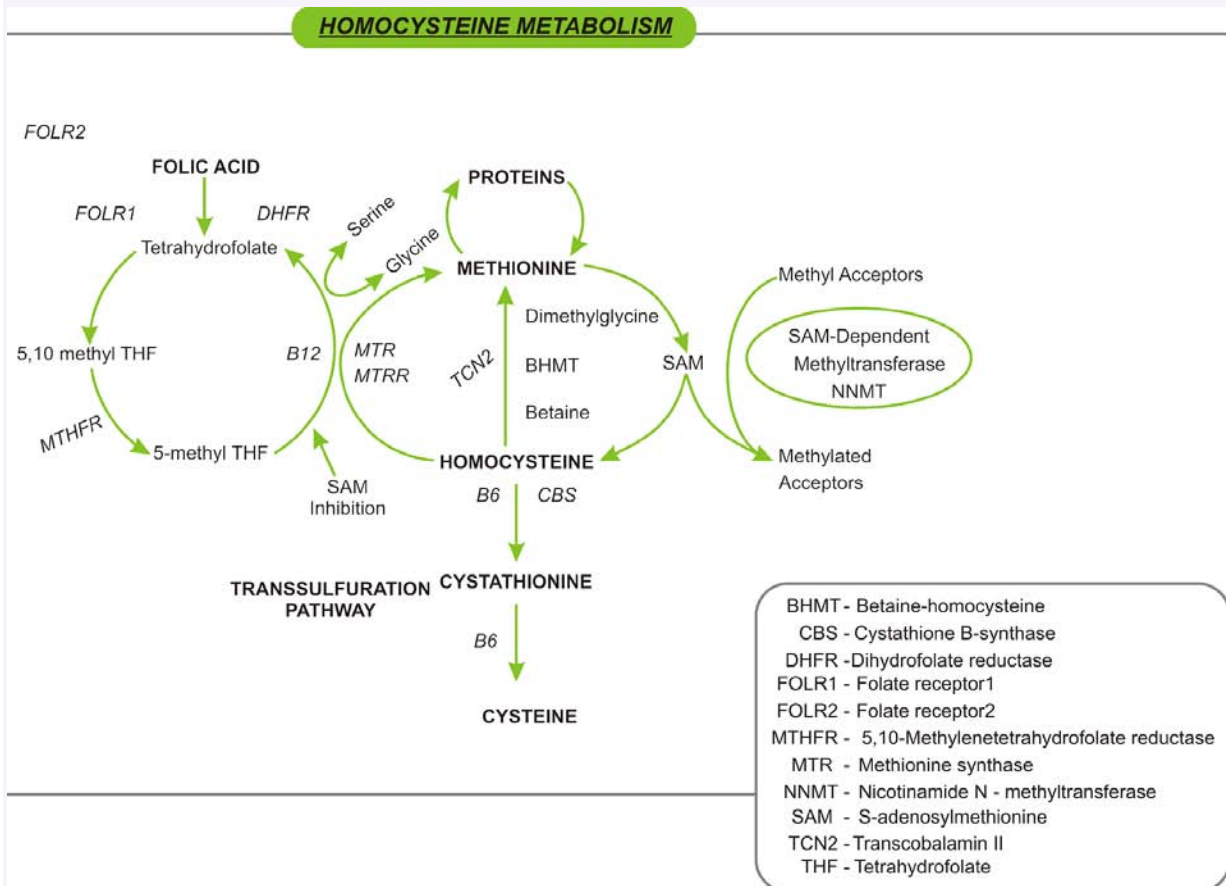 HOMOCYSTEINE METABOLISM
FOLR2
FOLIC ACID
FOLR1
DHFR
Tetrahydrofolate
Serine
Glycine
PROTEINS
METHIONINE
Methyl Acceptors
5,10 methyl THF
B12
MTR
MTRR
TCN2
Dimethylglycine
BHMT
Betaine
SAM
SAM-Dependent
Methyltransferase
NNMT
MTHFR
5-methyl THF
SAM
Inhibition
HOMOCYSTEINE
Methylated
Acceptors
B6
CBS
TRANSSULFURATION
PATHWAY
CYSTATHIONINE
B6
CYSTEINE
BHMT - Betaine-homocysteine
CBS - Cystathione B-synthase
DHFR -Dihydrofolate reductase
FOLR1 - Folate receptor1
FOLR2 - Folate receptor2
MTHFR - 5,10-Methylenetetrahydrofolate reductase
MTR - Methionine synthase
NNMT - Nicotinamide N - methyltransferase
SAM - S-adenosylmethionine
TCN2 - Transcobalamin II
THF - Tetrahydrofolate